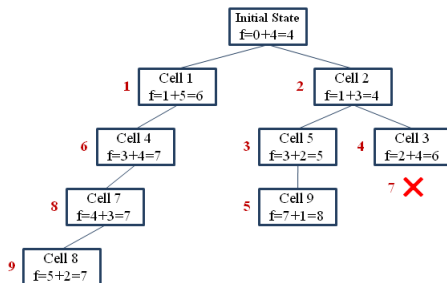 Initial State
f=0+4=4
1
Cell 1
f=1+5=6
2
Cell 2
f=1+3=4
6
Cell 4
f=3+4=7
3
Cell 5
f=3+2=5
4
Cell 3
f=2+4=6
7
8
Cell 7
f=4+3=7
5
Cell 9
f=7+1=8
9
Cell 8
f=5+2=7